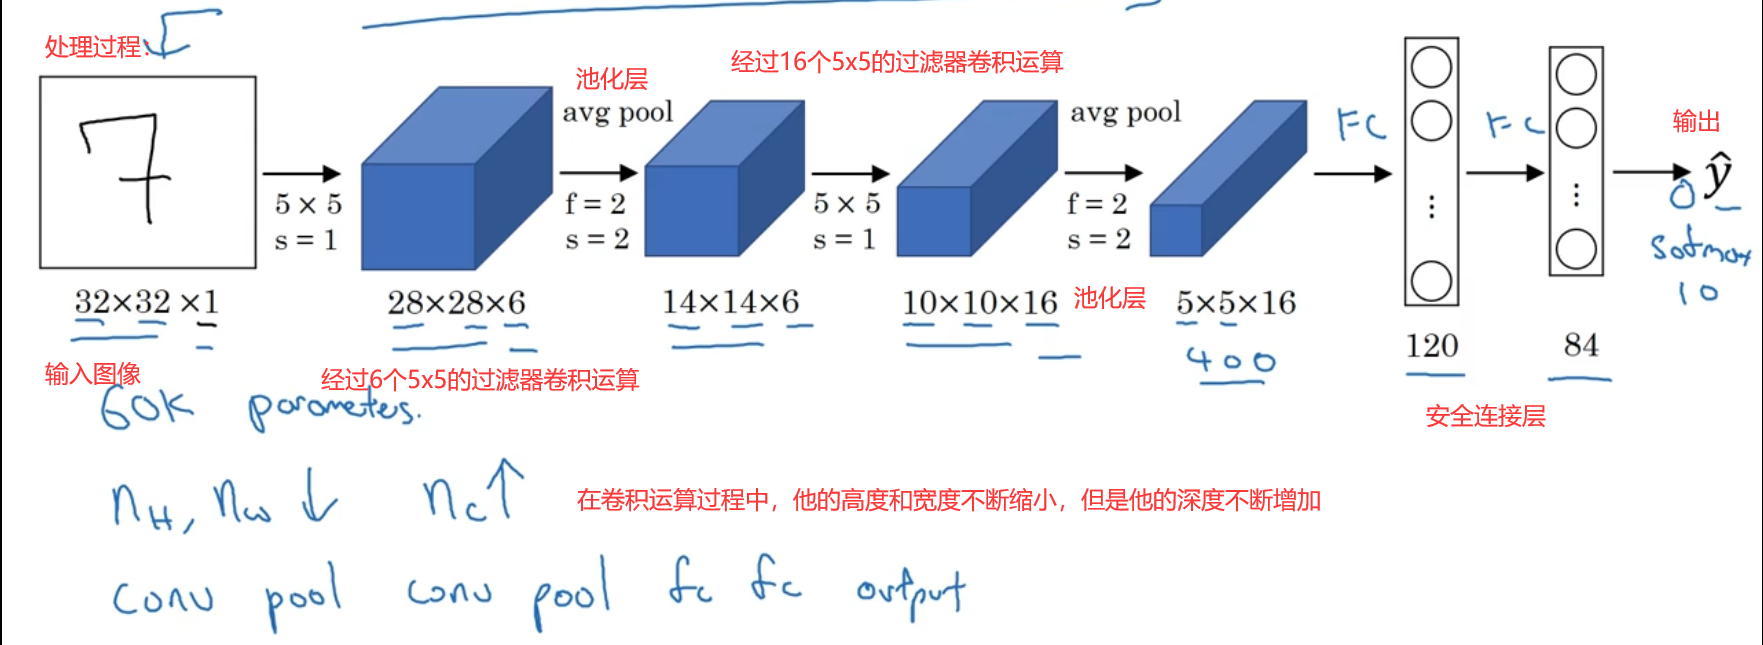 处理过程:
7
5 × 5
s = 1
池化层
avg pool
f = 2
s = 2
经过16个5x5的过滤器卷积运算
5 × 5
s = 1
avg pool
f = 2
s = 2
FC
FC
输出
ŷ
softmax
10
32×32 ×1
28×28×6
14×14×6
10×10×16
池化层
5×5×16
400
120
84
输入图像
经过6个5x5的过滤器卷积运算
安全连接层
60K parameters.
nH, nW ↓ nC ↑
在卷积运算过程中，他的高度和宽度不断缩小，但是他的深度不断增加
conv pool conv pool fc fc output